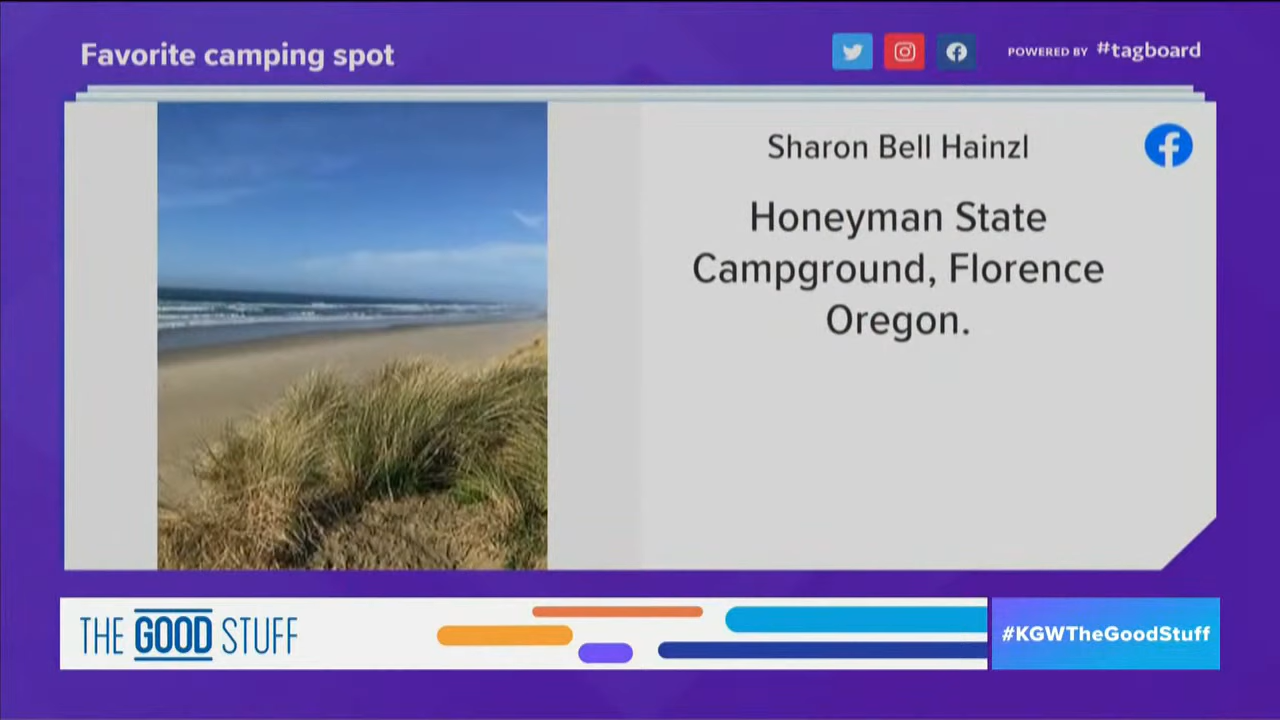 Favorite camping spot
POWERED BY #tagboard
Sharon Bell Hainzl
Honeyman State
Campground, Florence
Oregon.
THE GOOD STUFF
#KGWTheGoodStuff